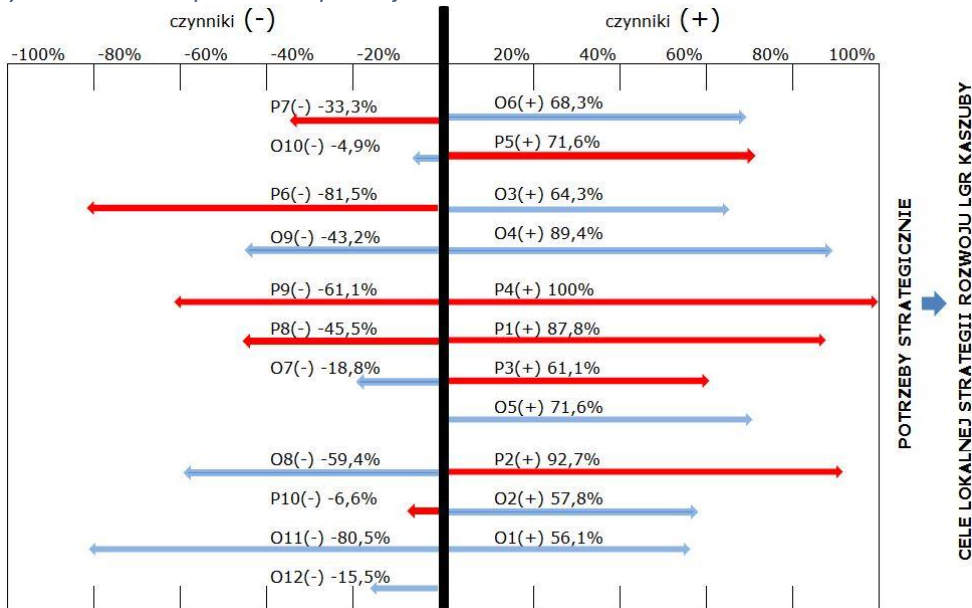 czynniki (-) czynniki (+)
-100% -80% -60% -40% -20% 20% 40% 60% 80% 100%
P7(-) -33,3% O6(+) 68,3%
O10(-) -4,9% P5(+) 71,6%
P6(-) -81,5% O3(+) 64,3%
O9(-) -43,2% O4(+) 89,4%
P9(-) -61,1% P4(+) 100%
P8(-) -45,5% P1(+) 87,8%
O7(-) -18,8% P3(+) 61,1%
O5(+) 71,6%
O8(-) -59,4% P2(+) 92,7%
P10(-) -6,6% O2(+) 57,8%
O11(-) -80,5% O1(+) 56,1%
O12(-) -15,5%
POTRZEBY STRATEGICZNIE
CELE LOKALNEJ STRATEGII ROZWOJU LGR KASZUBY